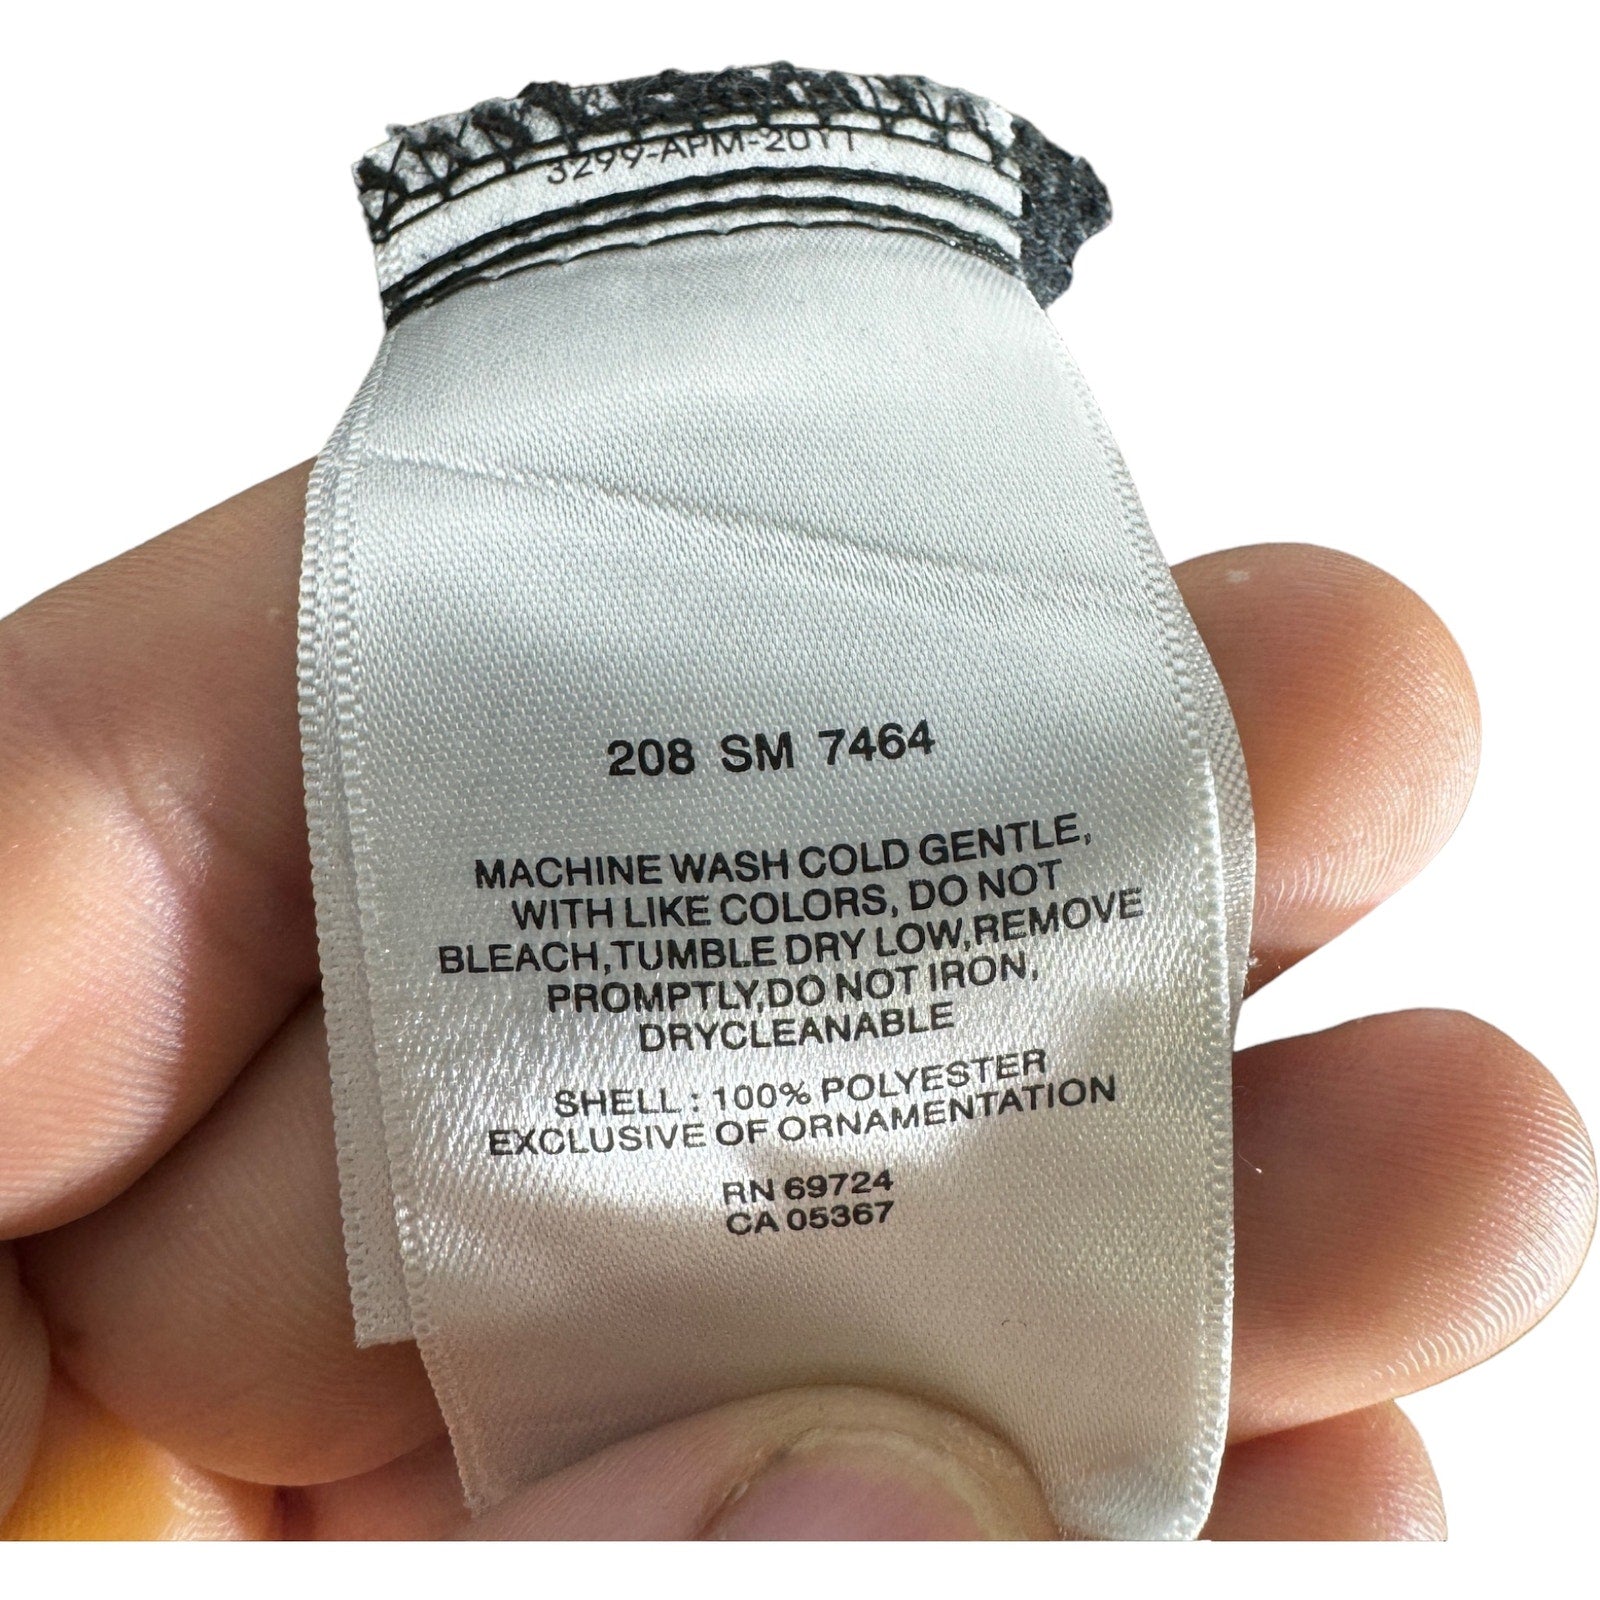 3299-APM-2011
208 SM 7464
MACHINE WASH COLD GENTLE,
WITH LIKE COLORS, DO NOT
BLEACH,TUMBLE DRY LOW,REMOVE
PROMPTLY,DO NOT IRON,
DRYCLEANABLE
SHELL : 100% POLYESTER
EXCLUSIVE OF ORNAMENTATION
RN 69724
CA 05367